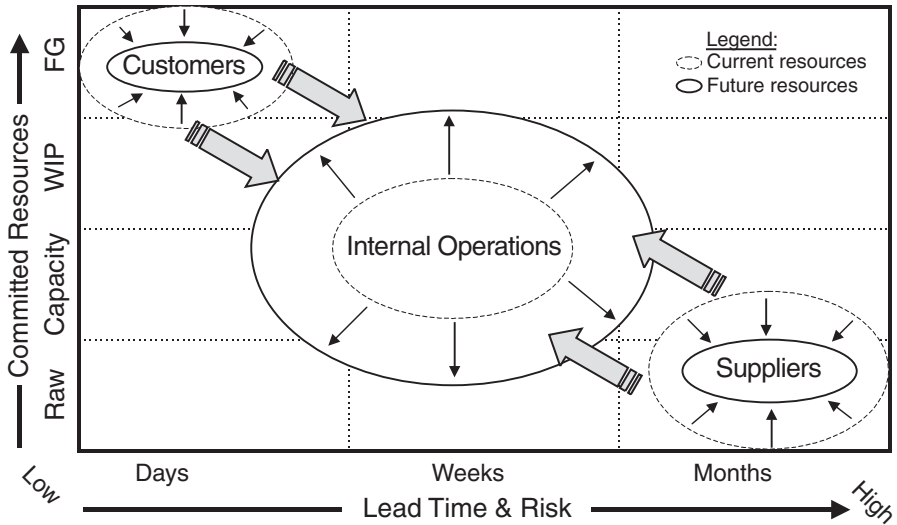 Legend:
Current resources
Future resources
Customers
Internal Operations
Suppliers
Committed Resources
FG
WIP
Capacity
Raw
Low
Days
Weeks
Months
High
Lead Time & Risk